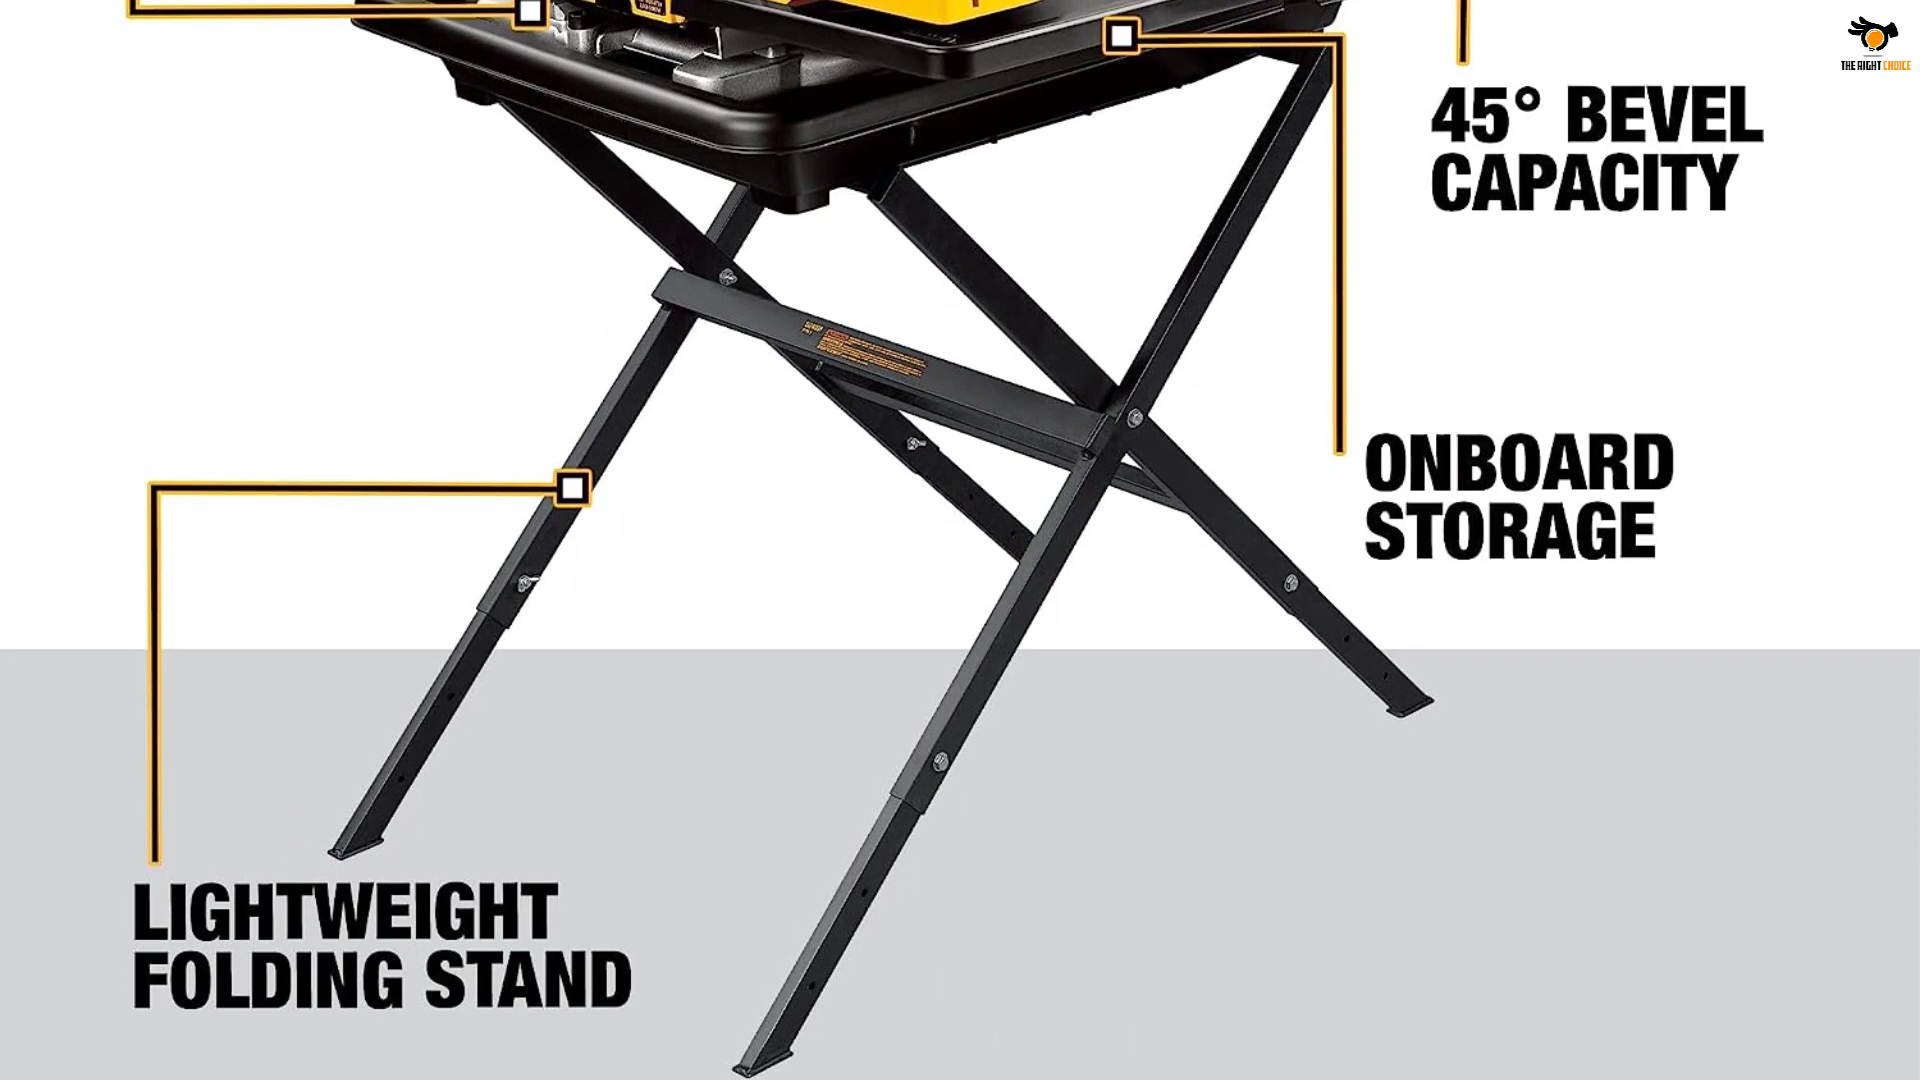 THE RIGHT CHOICE
45° BEVEL
CAPACITY
ONBOARD
STORAGE
LIGHTWEIGHT
FOLDING STAND